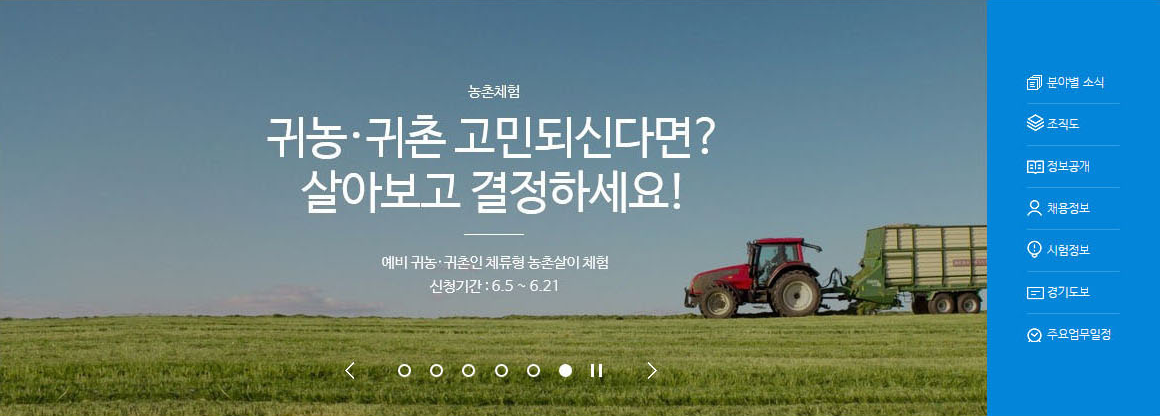 농촌체험
귀농·귀촌 고민되신다면?
살아보고 결정하세요!
예비 귀농·귀촌인 체류형 농촌살이 체험
신청기간 : 6.5 ~ 6.21
분야별 소식
조직도
정보공개
채용정보
시험정보
경기도보
주요업무일정